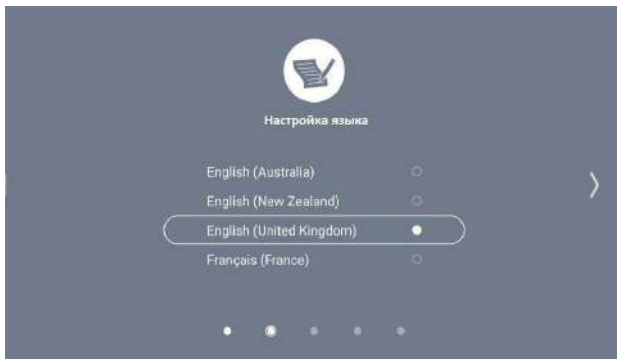 Настройка языка
English (Australia)
English (New Zealand)
English (United Kingdom)
Français (France)